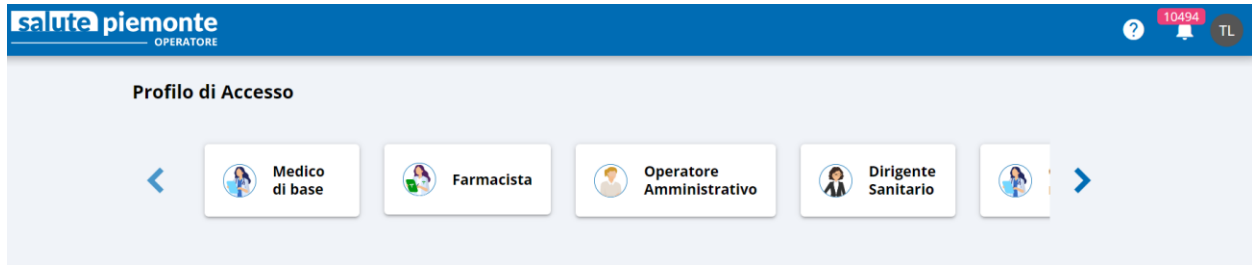 salute piemonte
OPERATORE
?
10494
TL
Profilo di Accesso
Medico
di base
Farmacista
Operatore
Amministrativo
Dirigente
Sanitario